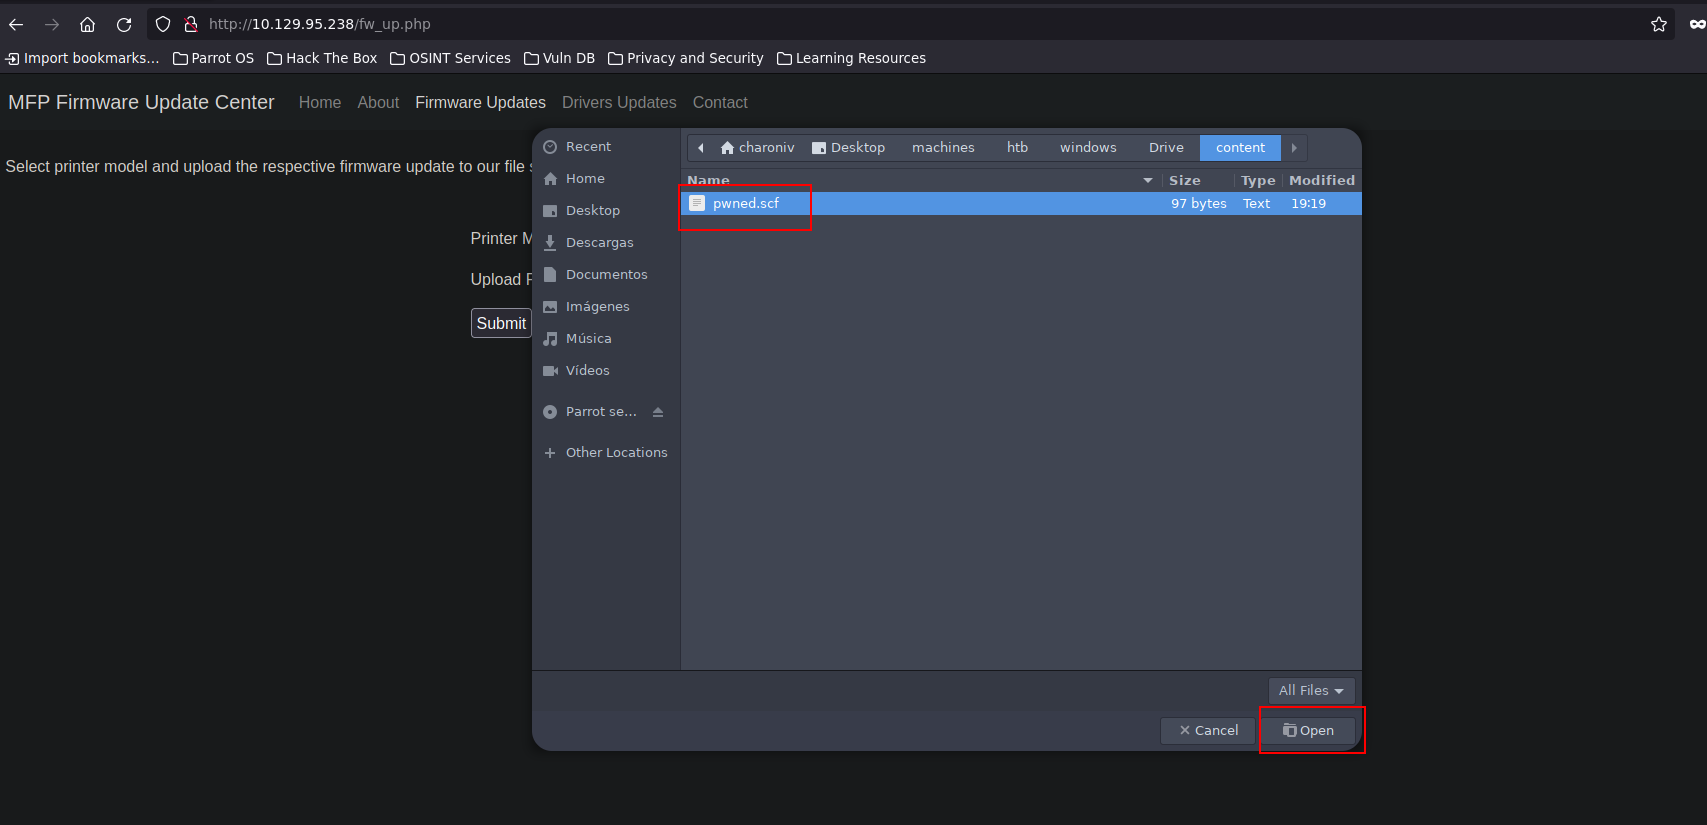 http://10.129.95.238/fw_up.php
Import bookmarks... Parrot OS Hack The Box OSINT Services Vuln DB Privacy and Security Learning Resources
MFP Firmware Update Center Home About Firmware Updates Drivers Updates Contact
Select printer model and upload the respective firmware update to our file
Printer
Upload
Submit
Recent
Home
Desktop
Descargas
Documentos
Imágenes
Música
Vídeos
Parrot se...
Other Locations
charoniv Desktop machines htb windows Drive content
Name Size Type Modified
pwned.scf 97 bytes Text 19:19
All Files
Cancel Open